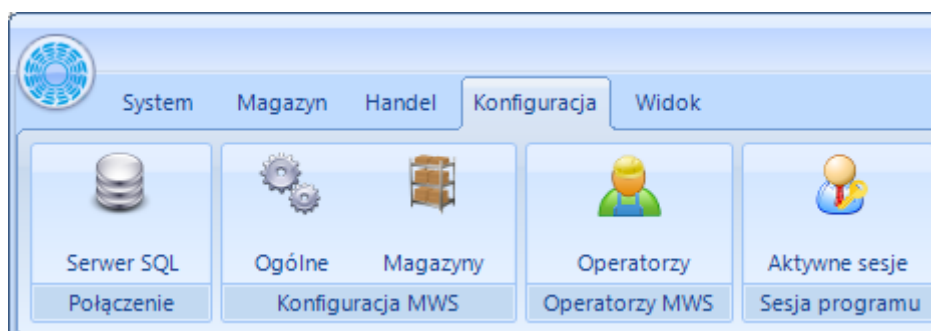 System Magazyn Handel Konfiguracja Widok
Serwer SQL Ogólne Magazyny Operatorzy Aktywne sesje
Połączenie Konfiguracja MWS Operatorzy MWS Sesja programu